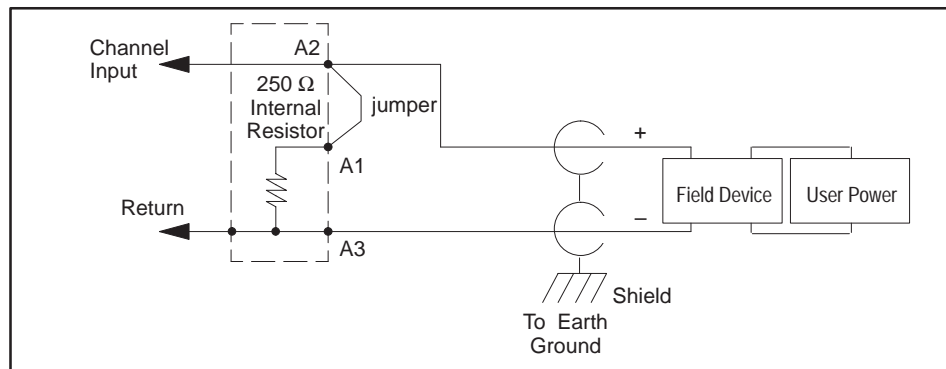 Channel
Input
A2
250 Ω
Internal
Resistor
jumper
A1
Return
A3
+
–
Field Device
User Power
Shield
To Earth
Ground